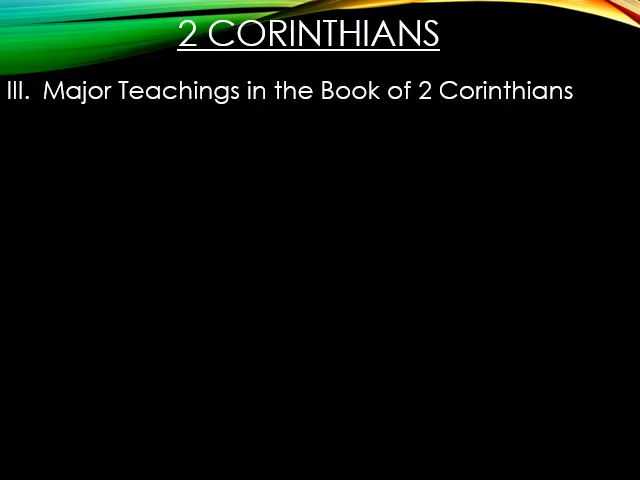 2 CORINTHIANS
III. Major Teachings in the Book of 2 Corinthians